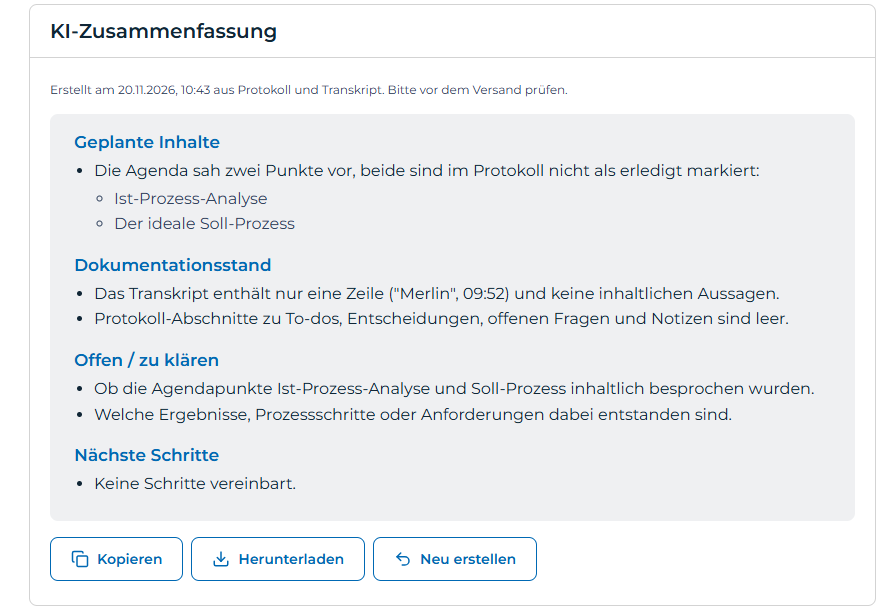 KI-Zusammenfassung
Erstellt am 20.11.2026, 10:43 aus Protokoll und Transkript. Bitte vor dem Versand prüfen.
Geplante Inhalte
• Die Agenda sah zwei Punkte vor, beide sind im Protokoll nicht als erledigt markiert:
◦ Ist-Prozess-Analyse
◦ Der ideale Soll-Prozess
Dokumentationsstand
• Das Transkript enthält nur eine Zeile ("Merlin", 09:52) und keine inhaltlichen Aussagen.
• Protokoll-Abschnitte zu To-dos, Entscheidungen, offenen Fragen und Notizen sind leer.
Offen / zu klären
• Ob die Agendapunkte Ist-Prozess-Analyse und Soll-Prozess inhaltlich besprochen wurden.
• Welche Ergebnisse, Prozessschritte oder Anforderungen dabei entstanden sind.
Nächste Schritte
• Keine Schritte vereinbart.
Kopieren Herunterladen Neu erstellen